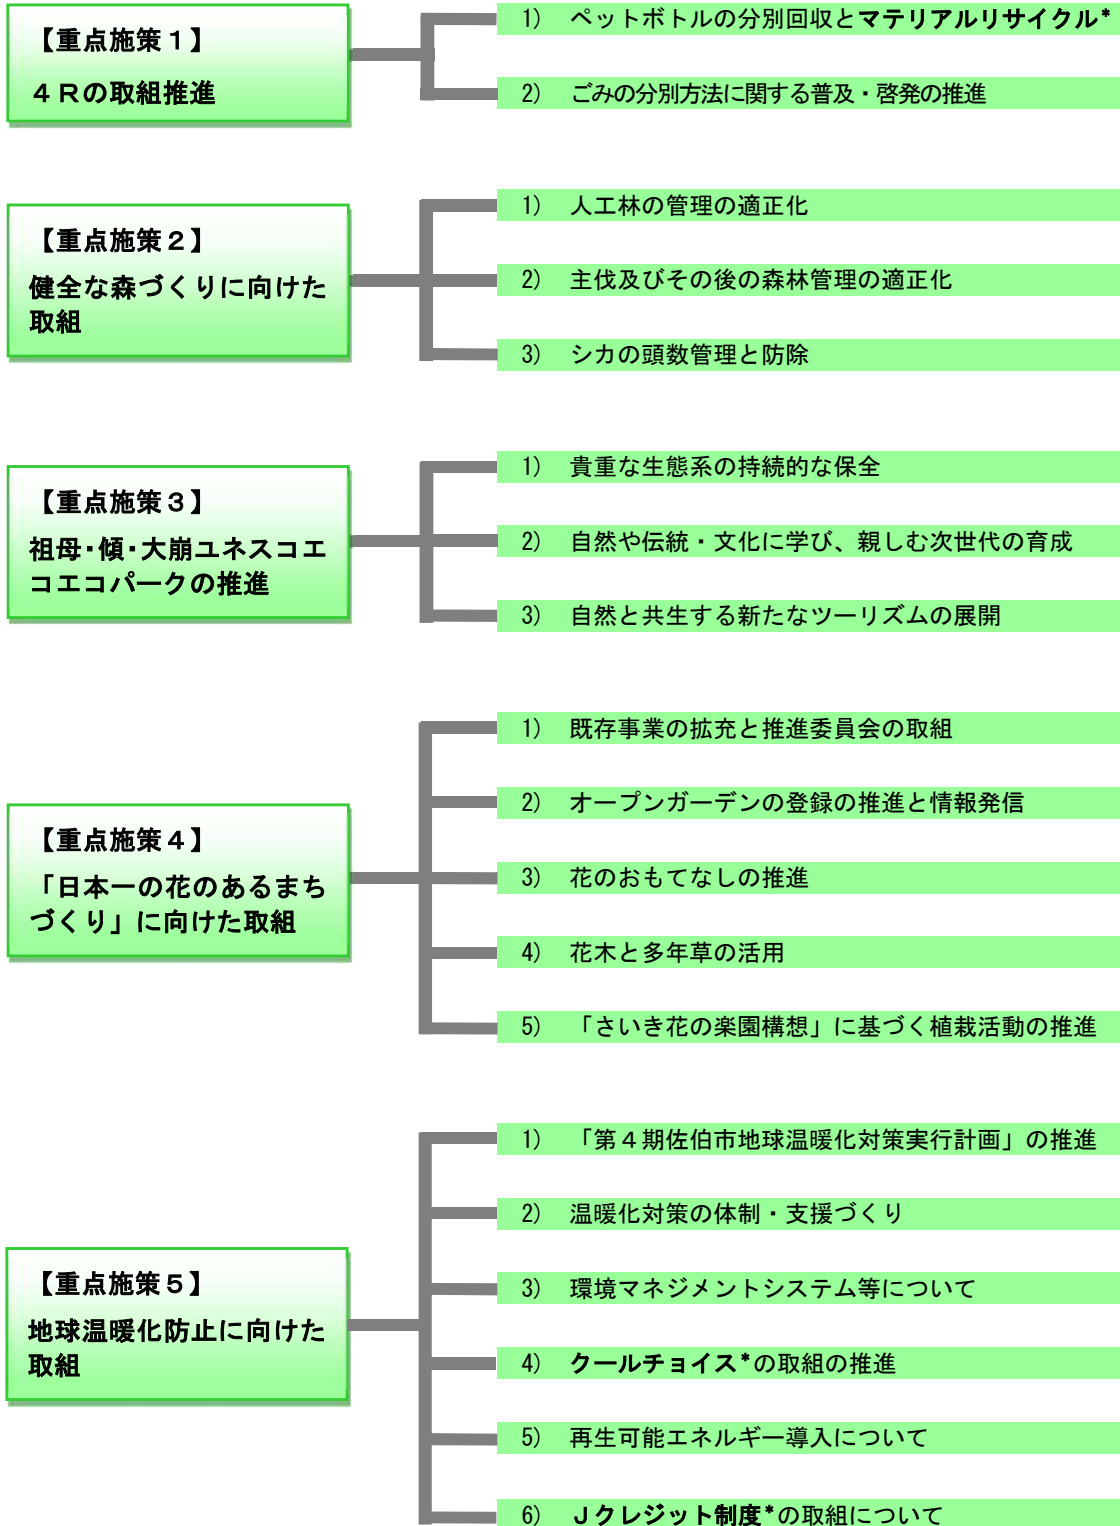 【重点施策１】
４Ｒの取組推進
1) ペットボトルの分別回収とマテリアルリサイクル*
2) ごみの分別方法に関する普及・啓発の推進
【重点施策２】
健全な森づくりに向けた
取組
1) 人工林の管理の適正化
2) 主伐及びその後の森林管理の適正化
3) シカの頭数管理と防除
【重点施策３】
祖母・傾・大崩ユネスコエ
コエコパークの推進
1) 貴重な生態系の持続的な保全
2) 自然や伝統・文化に学び、親しむ次世代の育成
3) 自然と共生する新たなツーリズムの展開
【重点施策４】
「日本一の花のあるまち
づくり」に向けた取組
1) 既存事業の拡充と推進委員会の取組
2) オープンガーデンの登録の推進と情報発信
3) 花のおもてなしの推進
4) 花木と多年草の活用
5) 「さいき花の楽園構想」に基づく植栽活動の推進
【重点施策５】
地球温暖化防止に向けた
取組
1) 「第４期佐伯市地球温暖化対策実行計画」の推進
2) 温暖化対策の体制・支援づくり
3) 環境マネジメントシステム等について
4) クールチョイス*の取組の推進
5) 再生可能エネルギー導入について
6) Ｊクレジット制度*の取組について